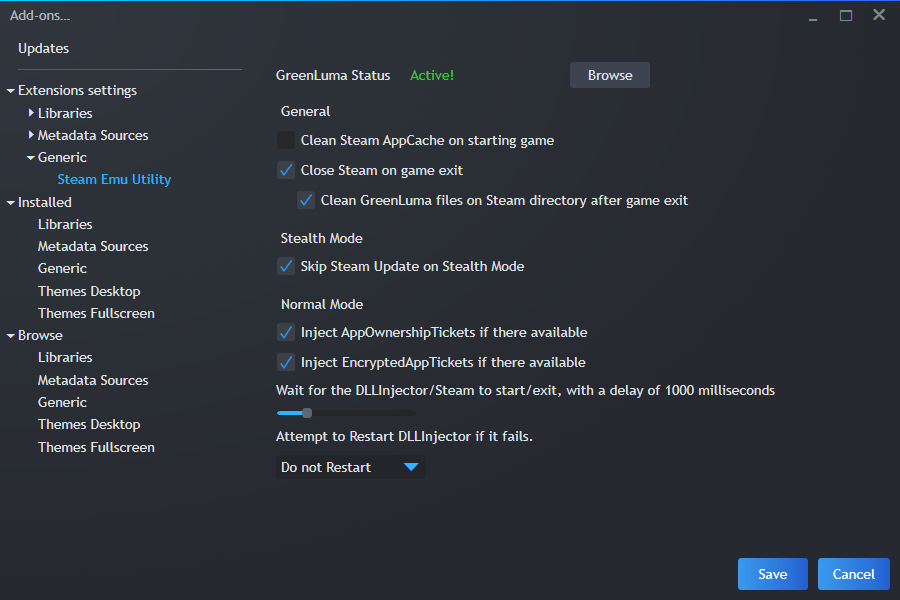 Add-ons...
Updates
Extensions settings
Libraries
Metadata Sources
Generic
Steam Emu Utility
Installed
Libraries
Metadata Sources
Generic
Themes Desktop
Themes Fullscreen
Browse
Libraries
Metadata Sources
Generic
Themes Desktop
Themes Fullscreen
GreenLuma Status Active! Browse
General
Clean Steam AppCache on starting game
Close Steam on game exit
Clean GreenLuma files on Steam directory after game exit
Stealth Mode
Skip Steam Update on Stealth Mode
Normal Mode
Inject AppOwnershipTickets if there available
Inject EncryptedAppTickets if there available
Wait for the DLLInjector/Steam to start/exit, with a delay of 1000 milliseconds
Attempt to Restart DLLInjector if it fails.
Do not Restart
Save Cancel